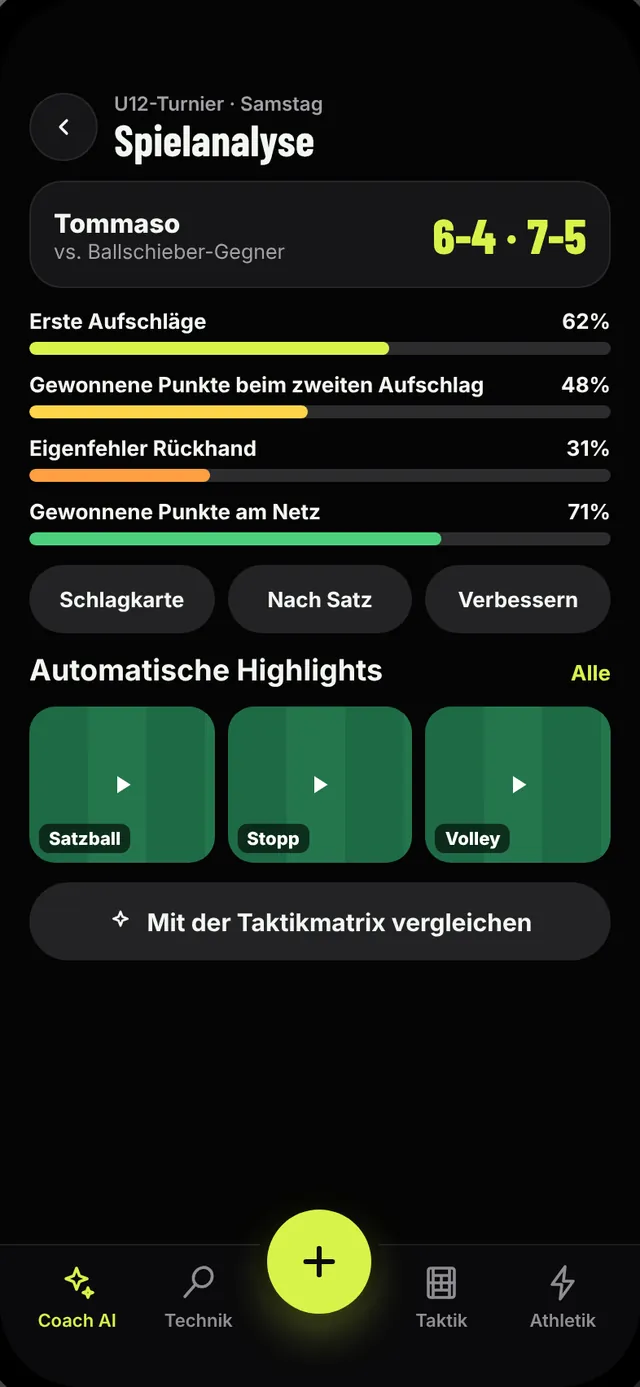 U12-Turnier · Samstag
Spielanalyse
Tommaso
vs. Ballschieber-Gegner
6-4 · 7-5
Erste Aufschläge 62%
Gewonnene Punkte beim zweiten Aufschlag 48%
Eigenfehler Rückhand 31%
Gewonnene Punkte am Netz 71%
Schlagkarte Nach Satz Verbessern
Automatische Highlights Alle
Satzball Stopp Volley
Mit der Taktikmatrix vergleichen
Coach AI Technik Taktik Athletik